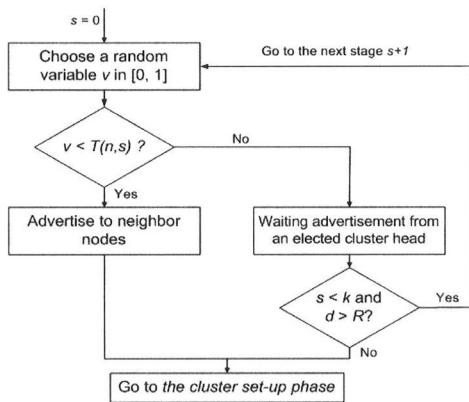 s = 0
Go to the next stage s+1
Choose a random
variable v in [0, 1]
v < T(n,s) ?
No
Yes
Advertise to neighbor
nodes
Waiting advertisement from
an elected cluster head
s < k and
d > R?
Yes
No
Go to the cluster set-up phase